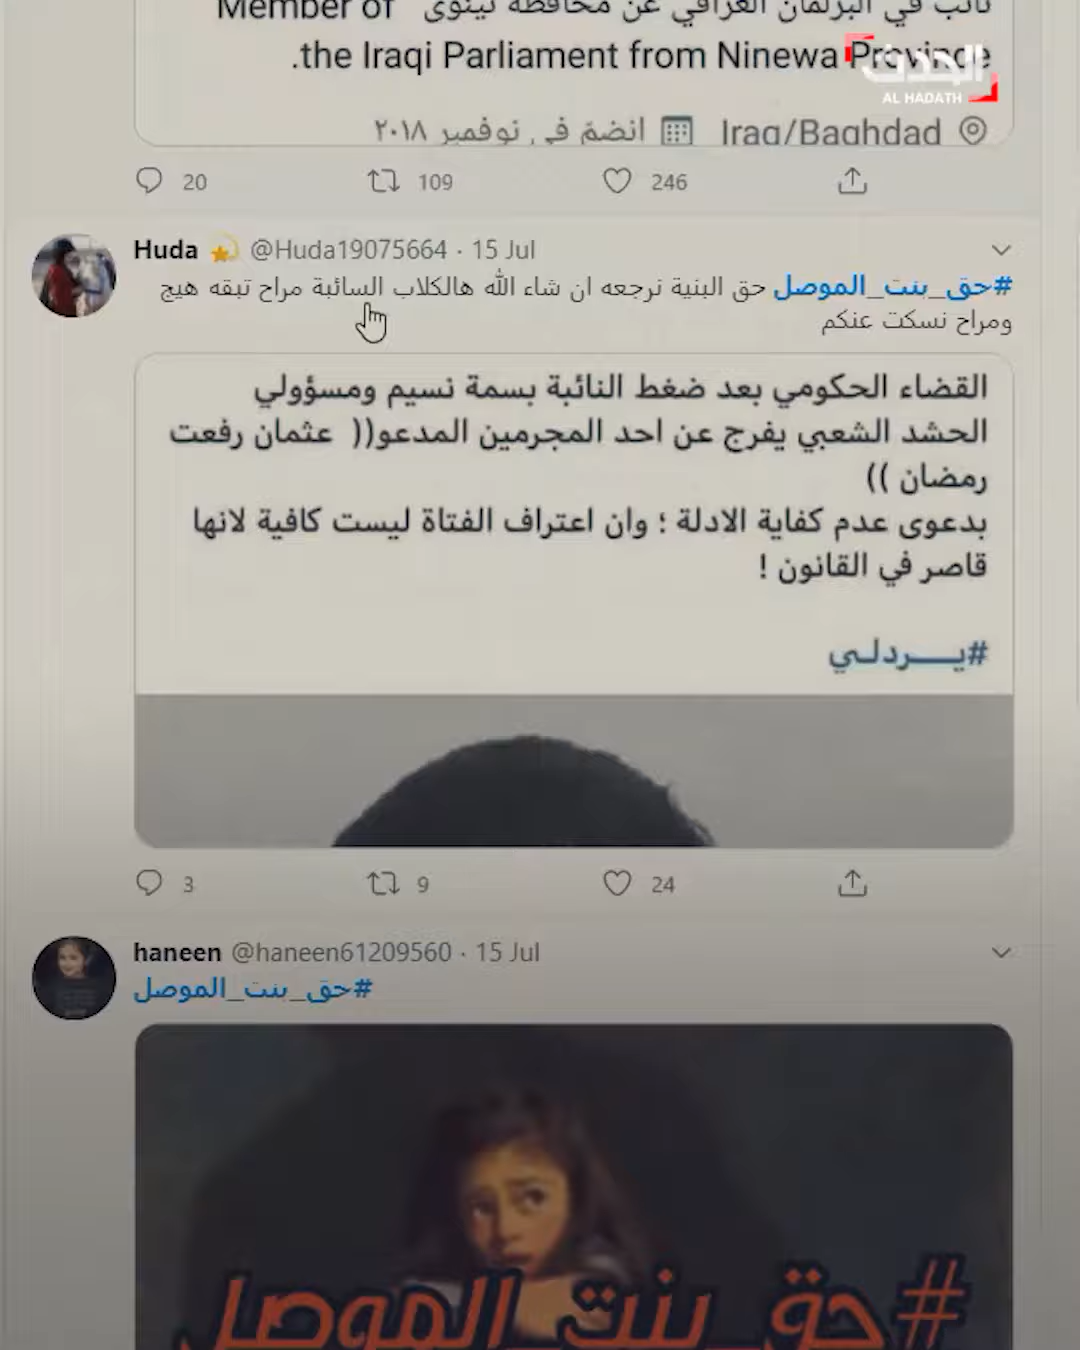 نائب في البرلمان العراقي عن محافظة نينوى Member of
the Iraqi Parliament from Ninewa Province.
الحدث
AL HADATH
Iraq/Baghdad انضمّ في نوفمبر ٢٠١٨
20 109 246
Huda @Huda19075664 · 15 Jul
#حق_بنت_الموصل حق البنية نرجعه ان شاء الله هالكلاب السائبة مراح تبقه هيج
ومراح نسكت عنكم
القضاء الحكومي بعد ضغط النائبة بسمة نسيم ومسؤولي
الحشد الشعبي يفرج عن احد المجرمين المدعو(( عثمان رفعت
رمضان ))
بدعوى عدم كفاية الادلة ؛ وان اعتراف الفتاة ليست كافية لانها
قاصر في القانون !
#يـــردلي
3 9 24
haneen @haneen61209560 · 15 Jul
#حق_بنت_الموصل
#حق_بنت_الموصل